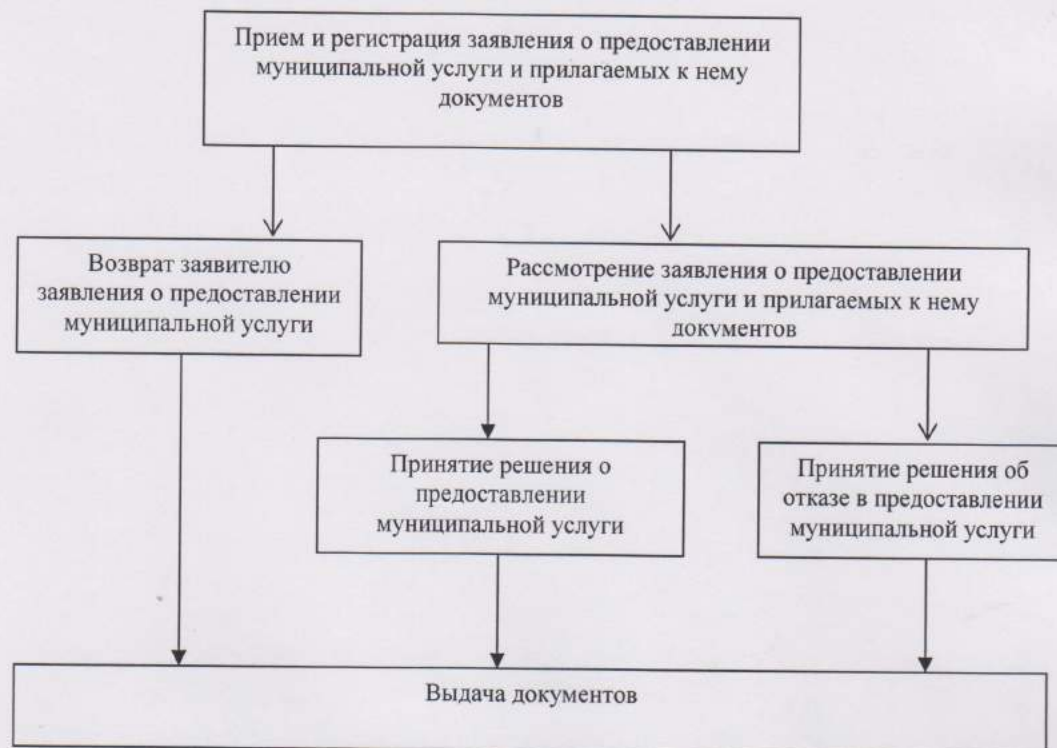 Прием и регистрация заявления о предоставлении
муниципальной услуги и прилагаемых к нему
документов
Возврат заявителю
заявления о предоставлении
муниципальной услуги
Рассмотрение заявления о предоставлении
муниципальной услуги и прилагаемых к нему
документов
Принятие решения о
предоставлении
муниципальной услуги
Принятие решения об
отказе в предоставлении
муниципальной услуги
Выдача документов